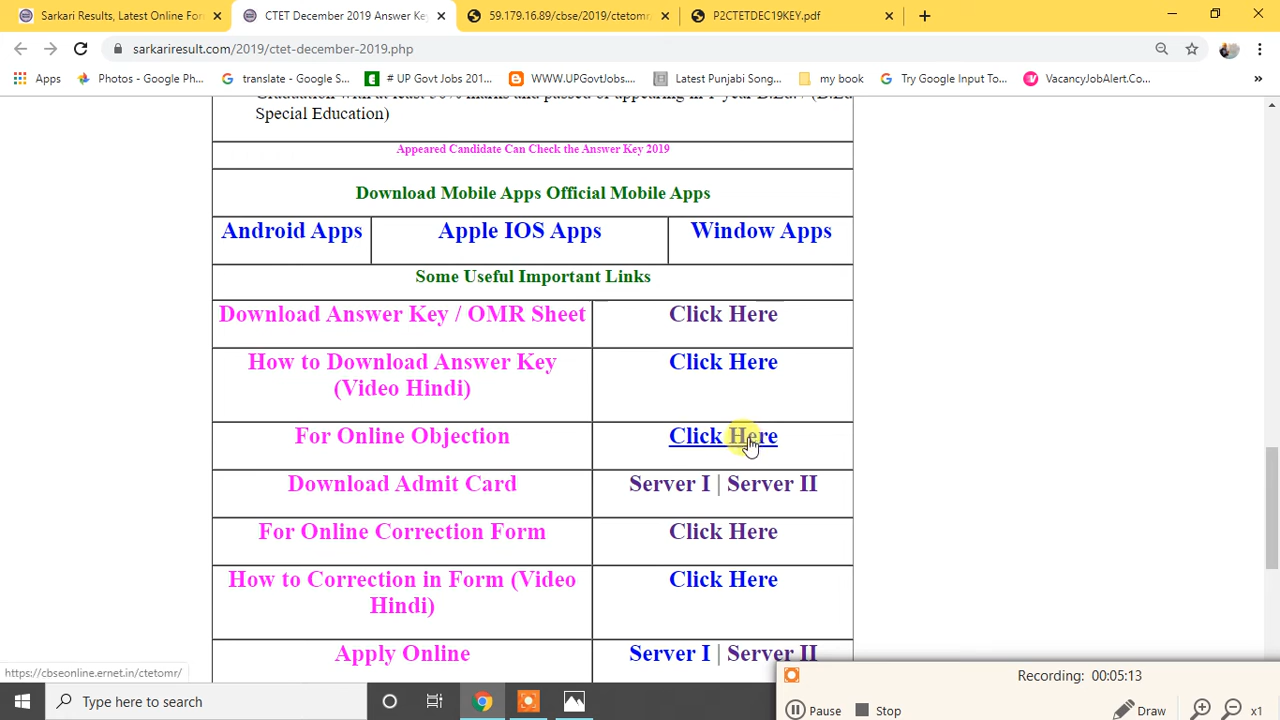 Sarkari Results, Latest Online For
CTET December 2019 Answer Key
59.179.16.89/cbse/2019/ctetomr
P2CTETDEC19KEY.pdf
sarkariresult.com/2019/ctet-december-2019.php
Apps
Photos - Google Ph...
translate - Google S...
# UP Govt Jobs 201...
WWW.UPGovtJobs....
Latest Punjabi Song...
my book
Try Google Input To...
VacancyJobAlert.Co...
»
Special Education)
Appeared Candidate Can Check the Answer Key 2019
Download Mobile Apps Official Mobile Apps
Android Apps Apple IOS Apps Window Apps
Some Useful Important Links
Download Answer Key / OMR Sheet Click Here
How to Download Answer Key Click Here
(Video Hindi)
For Online Objection Click Here
Download Admit Card Server I | Server II
For Online Correction Form Click Here
How to Correction in Form (Video Click Here
Hindi)
Apply Online Server I | Server II
https://cbseonline.ernet.in/ctetomr/
Recording: 00:05:13
Pause Stop Draw x1
Type here to search